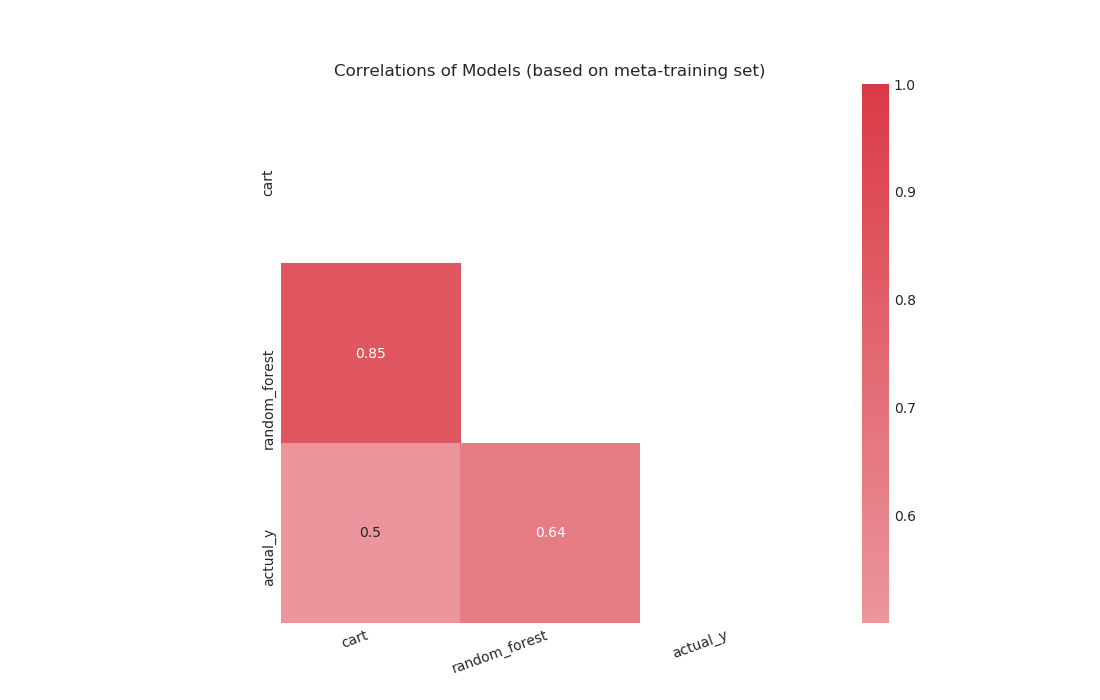 Correlations of Models (based on meta-training set)
cart
random_forest
actual_y
0.85
0.5
0.64
cart
random_forest
actual_y
1.0
0.9
0.8
0.7
0.6